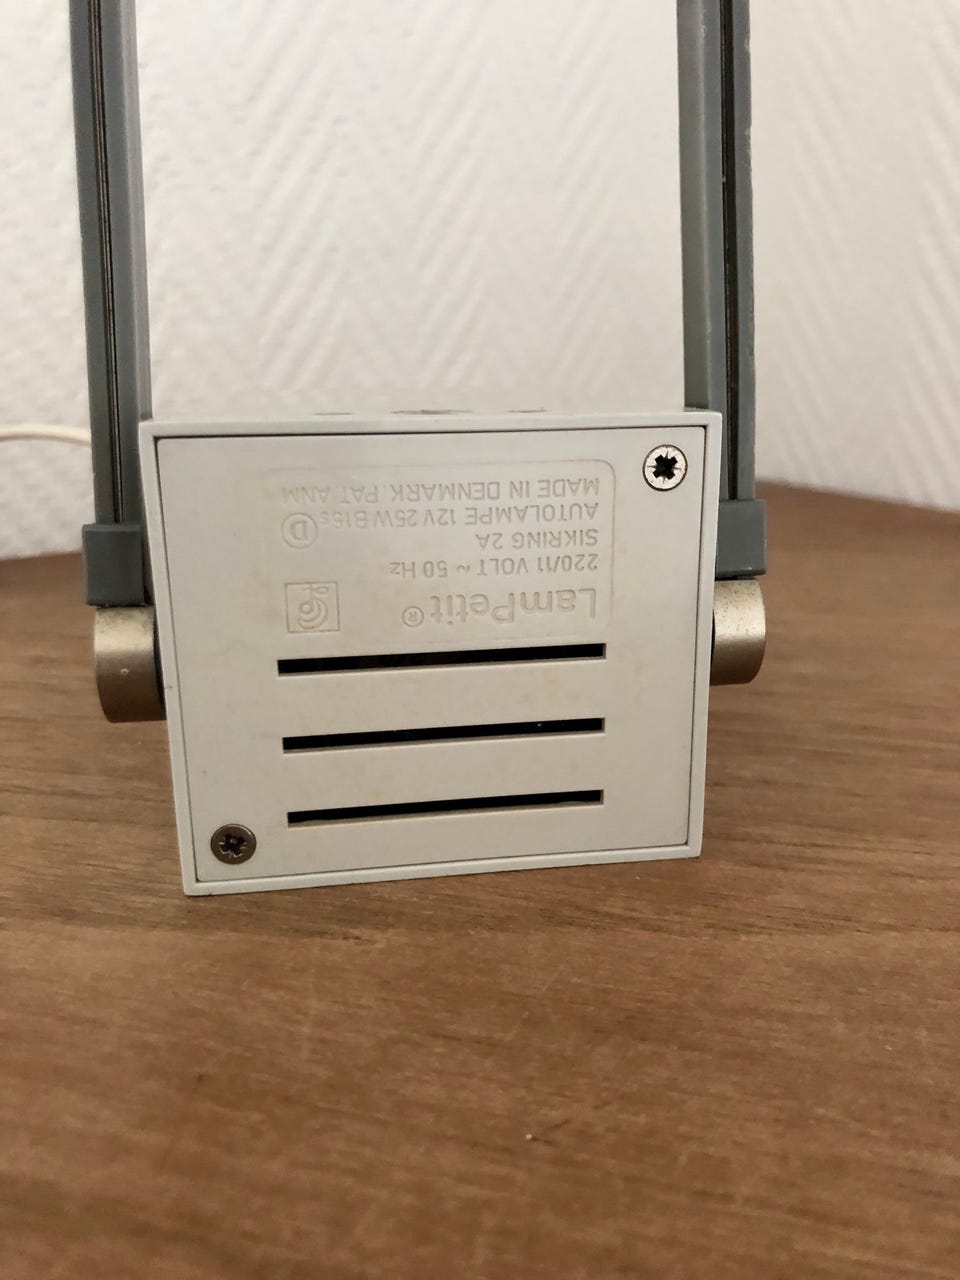 LamPetit®
220/11 VOLT ~ 50 Hz
SIKRING 2A
AUTOLAMPE 12V 25W B15s
MADE IN DENMARK. PAT. ANM
D